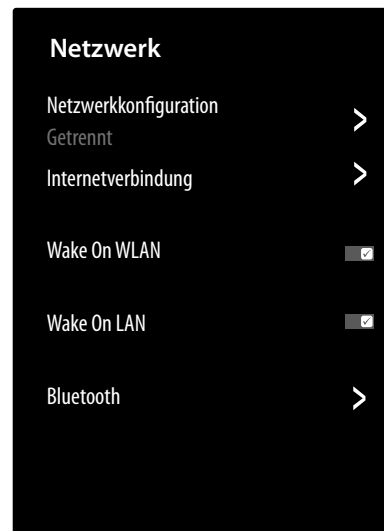 Netzwerk
Netzwerkkonfiguration
Getrennt
Internetverbindung
Wake On WLAN
Wake On LAN
Bluetooth